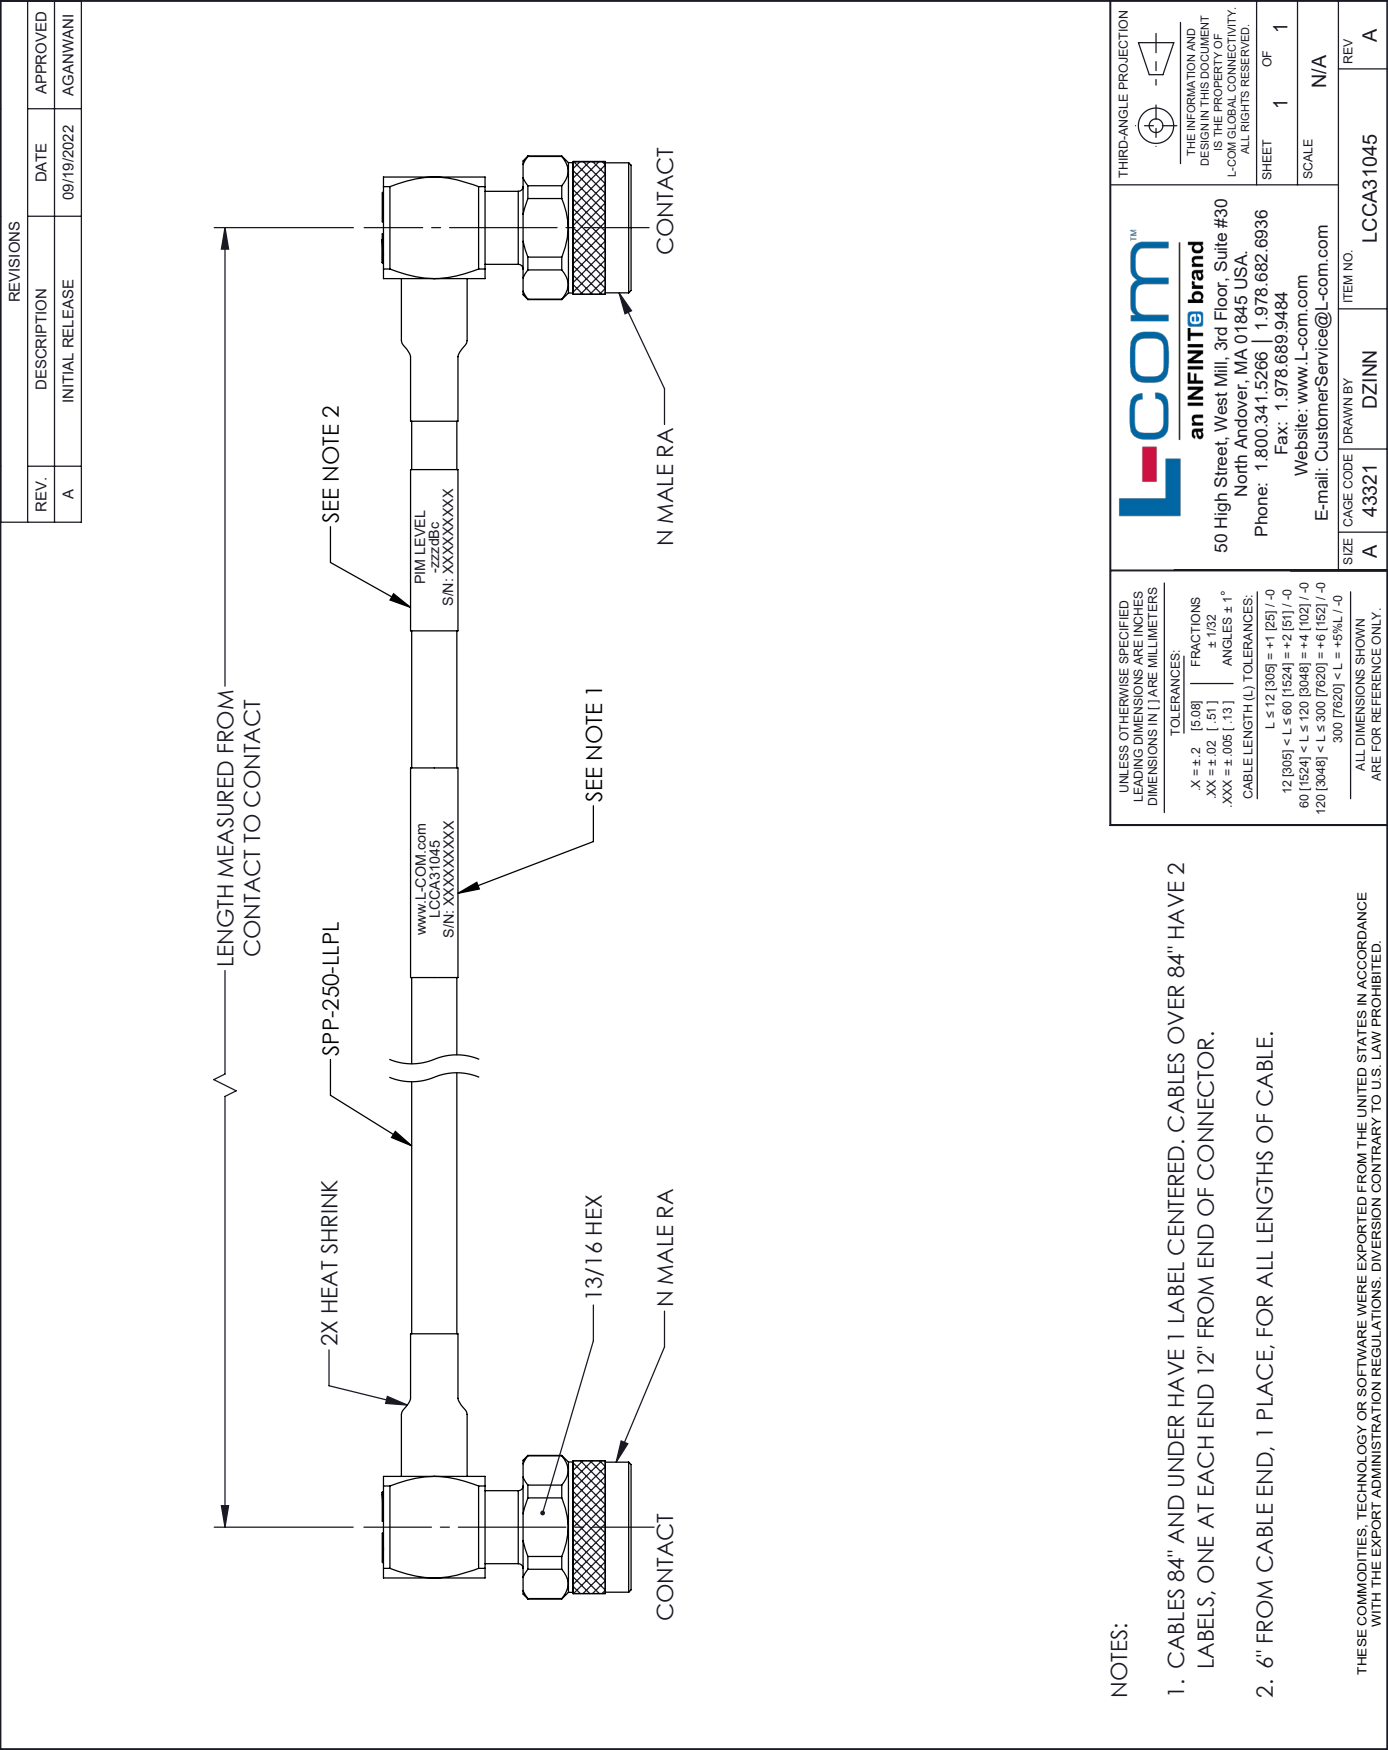 REVISIONS
REV.
DESCRIPTION
DATE
APPROVED
A
INITIAL RELEASE
09/19/2022
AGANWANI
LENGTH MEASURED FROM
CONTACT TO CONTACT
2X HEAT SHRINK
SPP-250-LLPL
SEE NOTE 2
www.L-COM.com
LCCA31045
S/N: XXXXXXXXX
PIM LEVEL
-zzzdBc
S/N: XXXXXXXXXX
13/16 HEX
SEE NOTE 1
N MALE RA
N MALE RA
CONTACT
CONTACT
NOTES:
1. CABLES 84" AND UNDER HAVE 1 LABEL CENTERED. CABLES OVER 84" HAVE 2
LABELS, ONE AT EACH END 12" FROM END OF CONNECTOR.
2. 6" FROM CABLE END, 1 PLACE, FOR ALL LENGTHS OF CABLE.
THESE COMMODITIES, TECHNOLOGY OR SOFTWARE WERE EXPORTED FROM THE UNITED STATES IN ACCORDANCE
WITH THE EXPORT ADMINISTRATION REGULATIONS. DIVERSION CONTRARY TO U.S. LAW PROHIBITED.
UNLESS OTHERWISE SPECIFIED
LEADING DIMENSIONS ARE INCHES
DIMENSIONS IN [ ] ARE MILLIMETERS
TOLERANCES:
.X = ± .2 [5.08] FRACTIONS
.XX = ± .02 [ .51 ] ± 1/32
.XXX = ± .005 [ .13 ] ANGLES ± 1°
CABLE LENGTH (L) TOLERANCES:
L ≤ 12 [305] = +1 [25] / -0
12 [305] < L ≤ 60 [1524] = +2 [51] / -0
60 [1524] < L ≤ 120 [3048] = +4 [102] / -0
120 [3048] < L ≤ 300 [7620] = +6 [152] / -0
300 [7620] < L = +5%L / -0
ALL DIMENSIONS SHOWN
ARE FOR REFERENCE ONLY.
L-com™
an INFINITe brand
50 High Street, West Mill, 3rd Floor, Suite #30
North Andover, MA 01845 USA.
Phone: 1.800.341.5266 | 1.978.682.6936
Fax: 1.978.689.9484
Website: www.L-com.com
E-mail: CustomerService@L-com.com
THIRD-ANGLE PROJECTION
THE INFORMATION AND
DESIGN IN THIS DOCUMENT
IS THE PROPERTY OF
L-COM GLOBAL CONNECTIVITY.
ALL RIGHTS RESERVED.
SHEET 1 OF 1
SCALE
N/A
SIZE
A
CAGE CODE
43321
DRAWN BY
DZINN
ITEM NO.
LCCA31045
REV
A